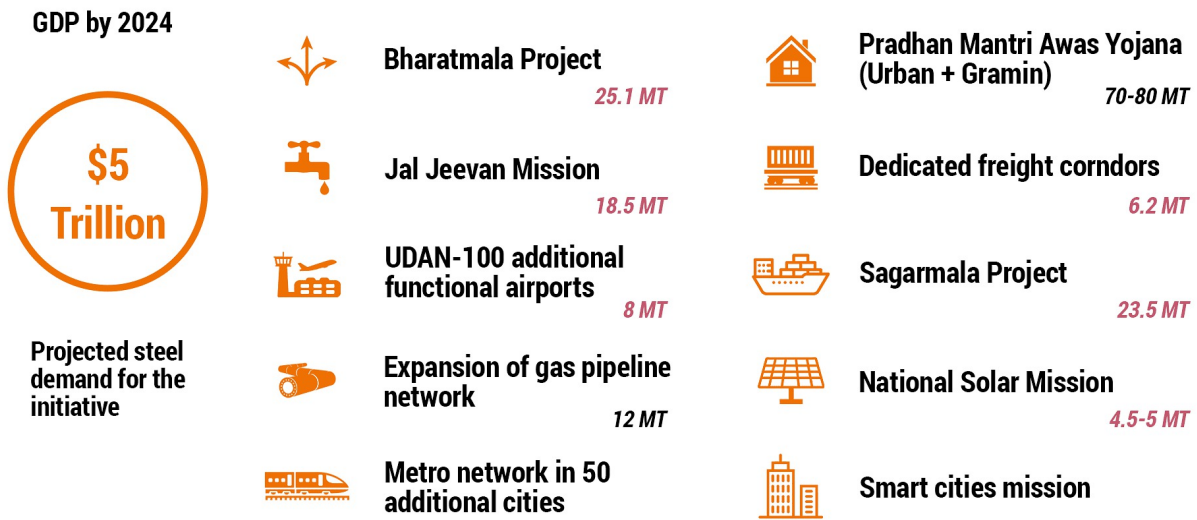 GDP by 2024
$5
Trillion
Projected steel
demand for the
initiative
Bharatmala Project
25.1 MT
Jal Jeevan Mission
18.5 MT
UDAN-100 additional
functional airports
8 MT
Expansion of gas pipeline
network
12 MT
Metro network in 50
additional cities
Pradhan Mantri Awas Yojana
(Urban + Gramin)
70-80 MT
Dedicated freight corndors
6.2 MT
Sagarmala Project
23.5 MT
National Solar Mission
4.5-5 MT
Smart cities mission